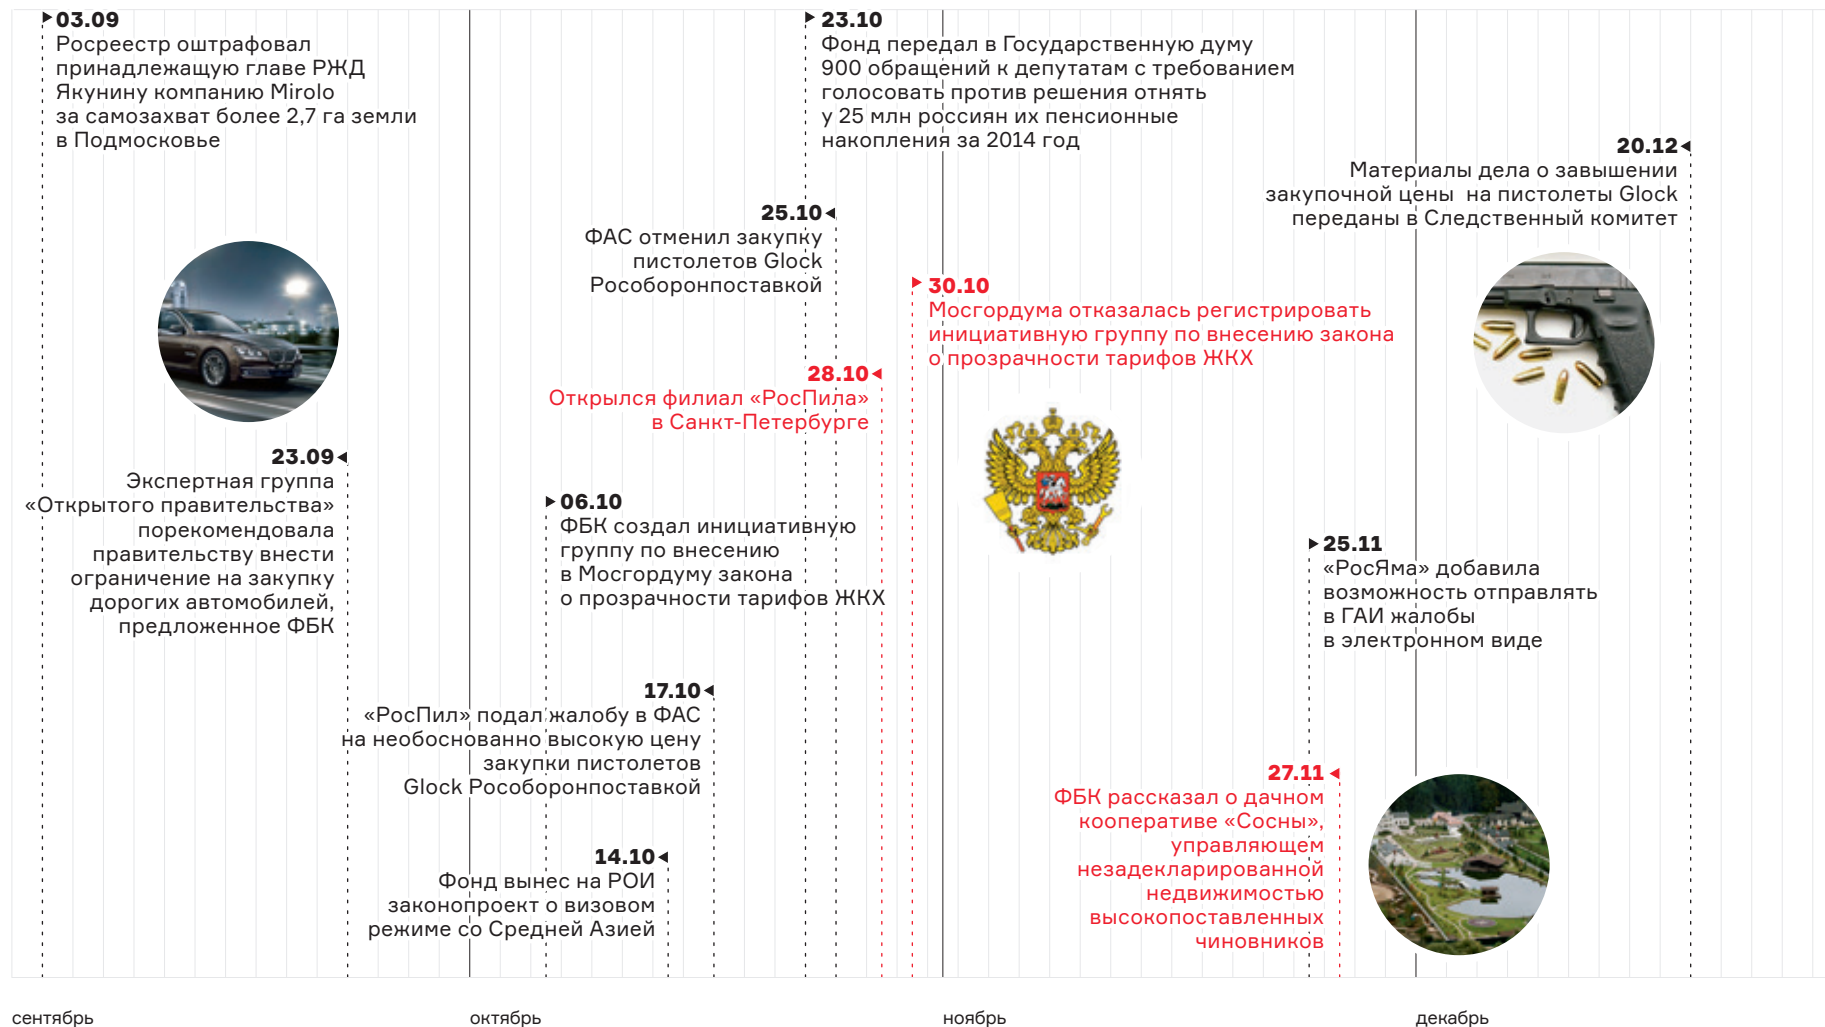 03.09
Росреестр оштрафовал
принадлежащую главе РЖД
Якунину компанию Mirolo
за самозахват более 2,7 га земли
в Подмосковье
23.10
Фонд передал в Государственную думу
900 обращений к депутатам с требованием
голосовать против решения отнять
у 25 млн россиян их пенсионные
накопления за 2014 год
20.12
Материалы дела о завышении
закупочной цены на пистолеты Glock
переданы в Следственный комитет
25.10
ФАС отменил закупку
пистолетов Glock
Рособоронпоставкой
30.10
Мосгордума отказалась регистрировать
инициативную группу по внесению закона
о прозрачности тарифов ЖКХ
28.10
Открылся филиал «РосПила»
в Санкт-Петербурге
23.09
Экспертная группа
«Открытого правительства»
порекомендовала
правительству внести
ограничение на закупку
дорогих автомобилей,
предложенное ФБК
06.10
ФБК создал инициативную
группу по внесению
в Мосгордуму закона
о прозрачности тарифов ЖКХ
25.11
«РосЯма» добавила
возможность отправлять
в ГАИ жалобы
в электронном виде
17.10
«РосПил» подал жалобу в ФАС
на необоснованно высокую цену
закупки пистолетов
Glock Рособоронпоставкой
27.11
ФБК рассказал о дачном
кооперативе «Сосны»,
управляющем
незадекларированной
недвижимостью
высокопоставленных
чиновников
14.10
Фонд вынес на РОИ
законопроект о визовом
режиме со Средней Азией
сентябрь
октябрь
ноябрь
декабрь